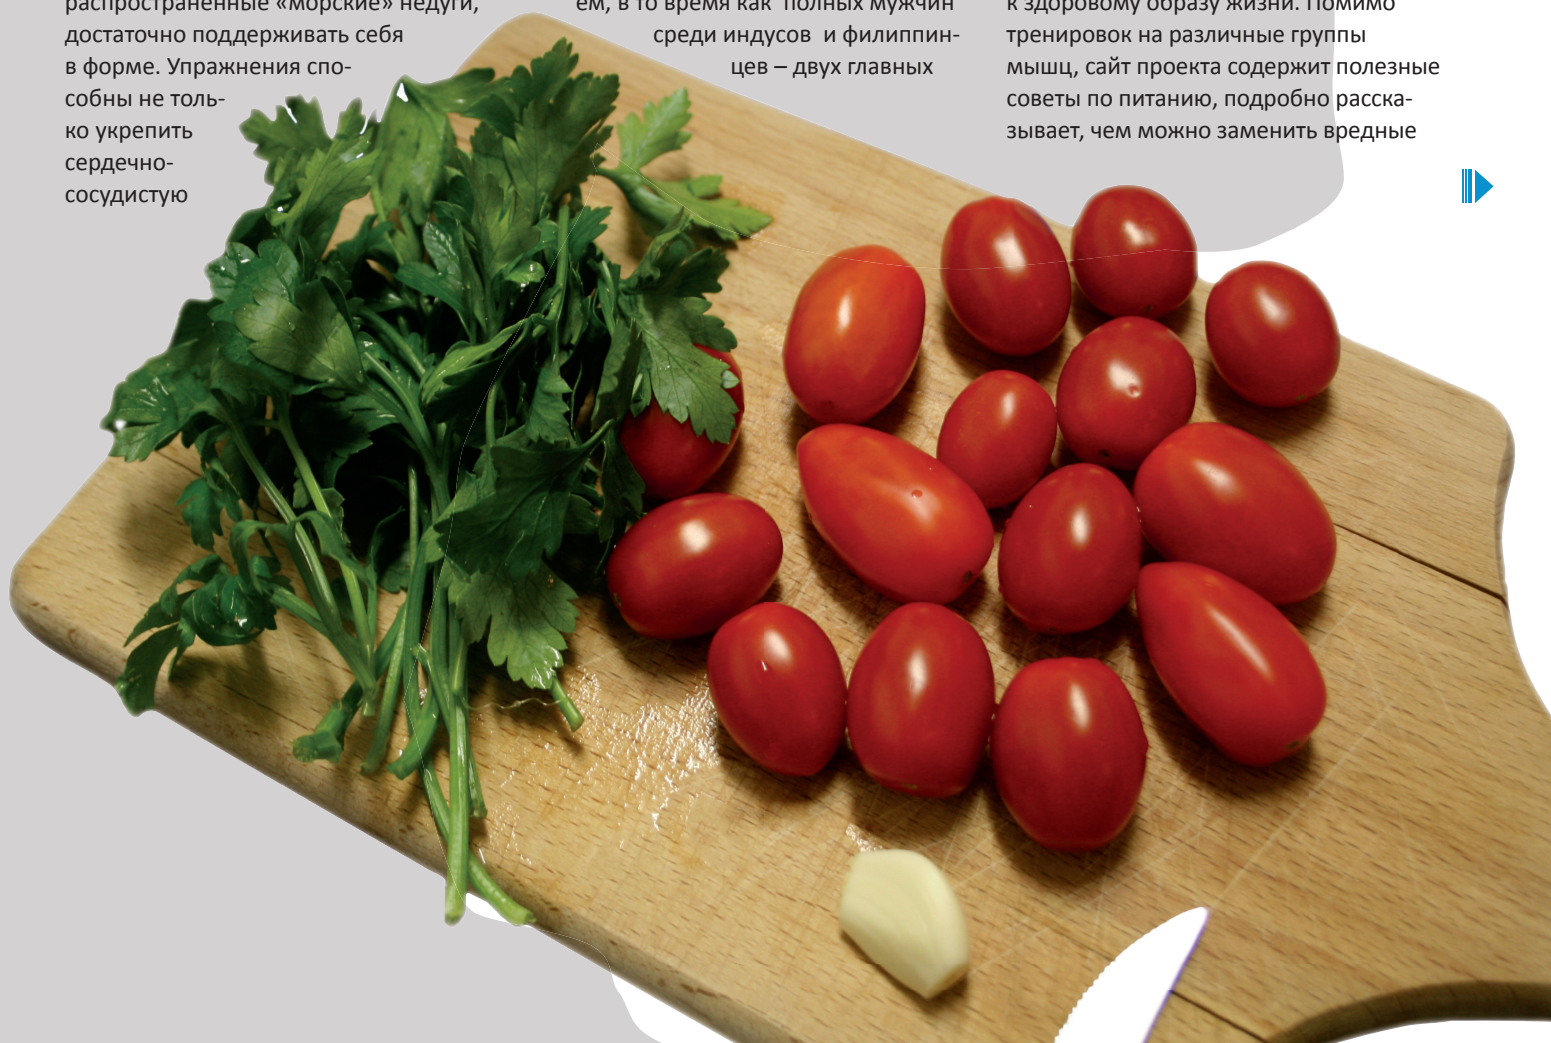 распространенные «морские» недуги,
достаточно поддерживать себя
в форме. Упражнения спо-
собны не толь-
ко укрепить
сердечно-
сосудистую
ем, в то время как полных мужчин
среди индусов и филиппин-
цев – двух главных
к здоровому образу жизни. Помимо
тренировок на различные группы
мышц, сайт проекта содержит полезные
советы по питанию, подробно расска-
зывает, чем можно заменить вредные